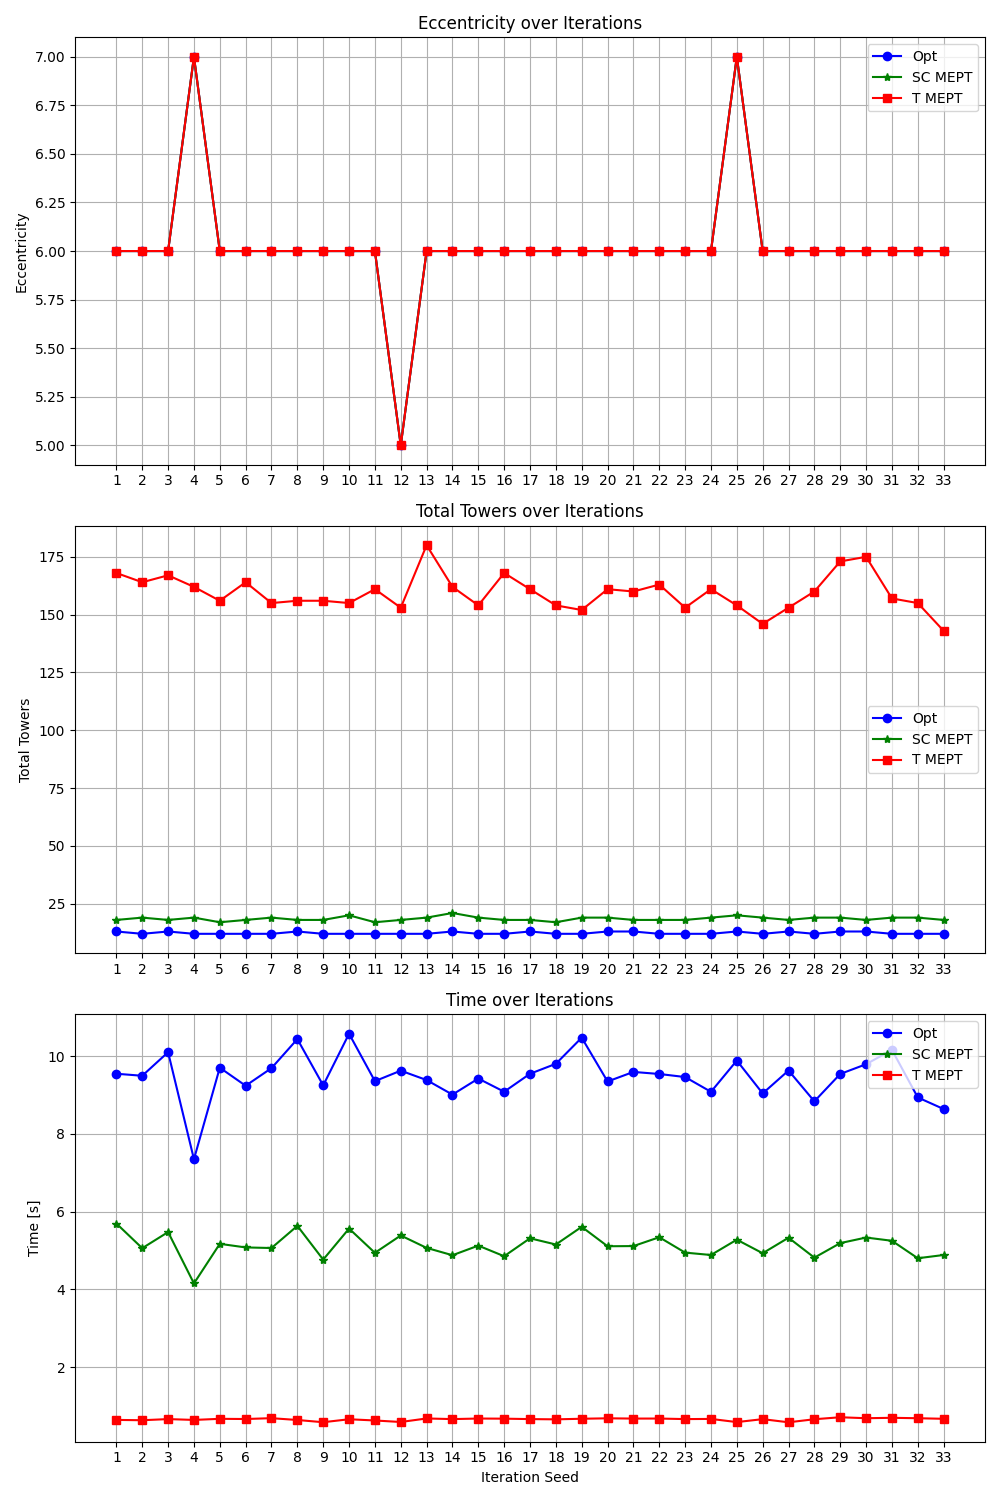 Eccentricity over Iterations
7.00
6.75
6.50
6.25
6.00
5.75
5.50
5.25
5.00
Eccentricity
Opt
SC MEPT
T MEPT
1 2 3 4 5 6 7 8 9 10 11 12 13 14 15 16 17 18 19 20 21 22 23 24 25 26 27 28 29 30 31 32 33
Total Towers over Iterations
175
150
125
100
75
50
25
Total Towers
Opt
SC MEPT
T MEPT
1 2 3 4 5 6 7 8 9 10 11 12 13 14 15 16 17 18 19 20 21 22 23 24 25 26 27 28 29 30 31 32 33
Time over Iterations
10
8
6
4
2
Time [s]
Opt
SC MEPT
T MEPT
1 2 3 4 5 6 7 8 9 10 11 12 13 14 15 16 17 18 19 20 21 22 23 24 25 26 27 28 29 30 31 32 33
Iteration Seed